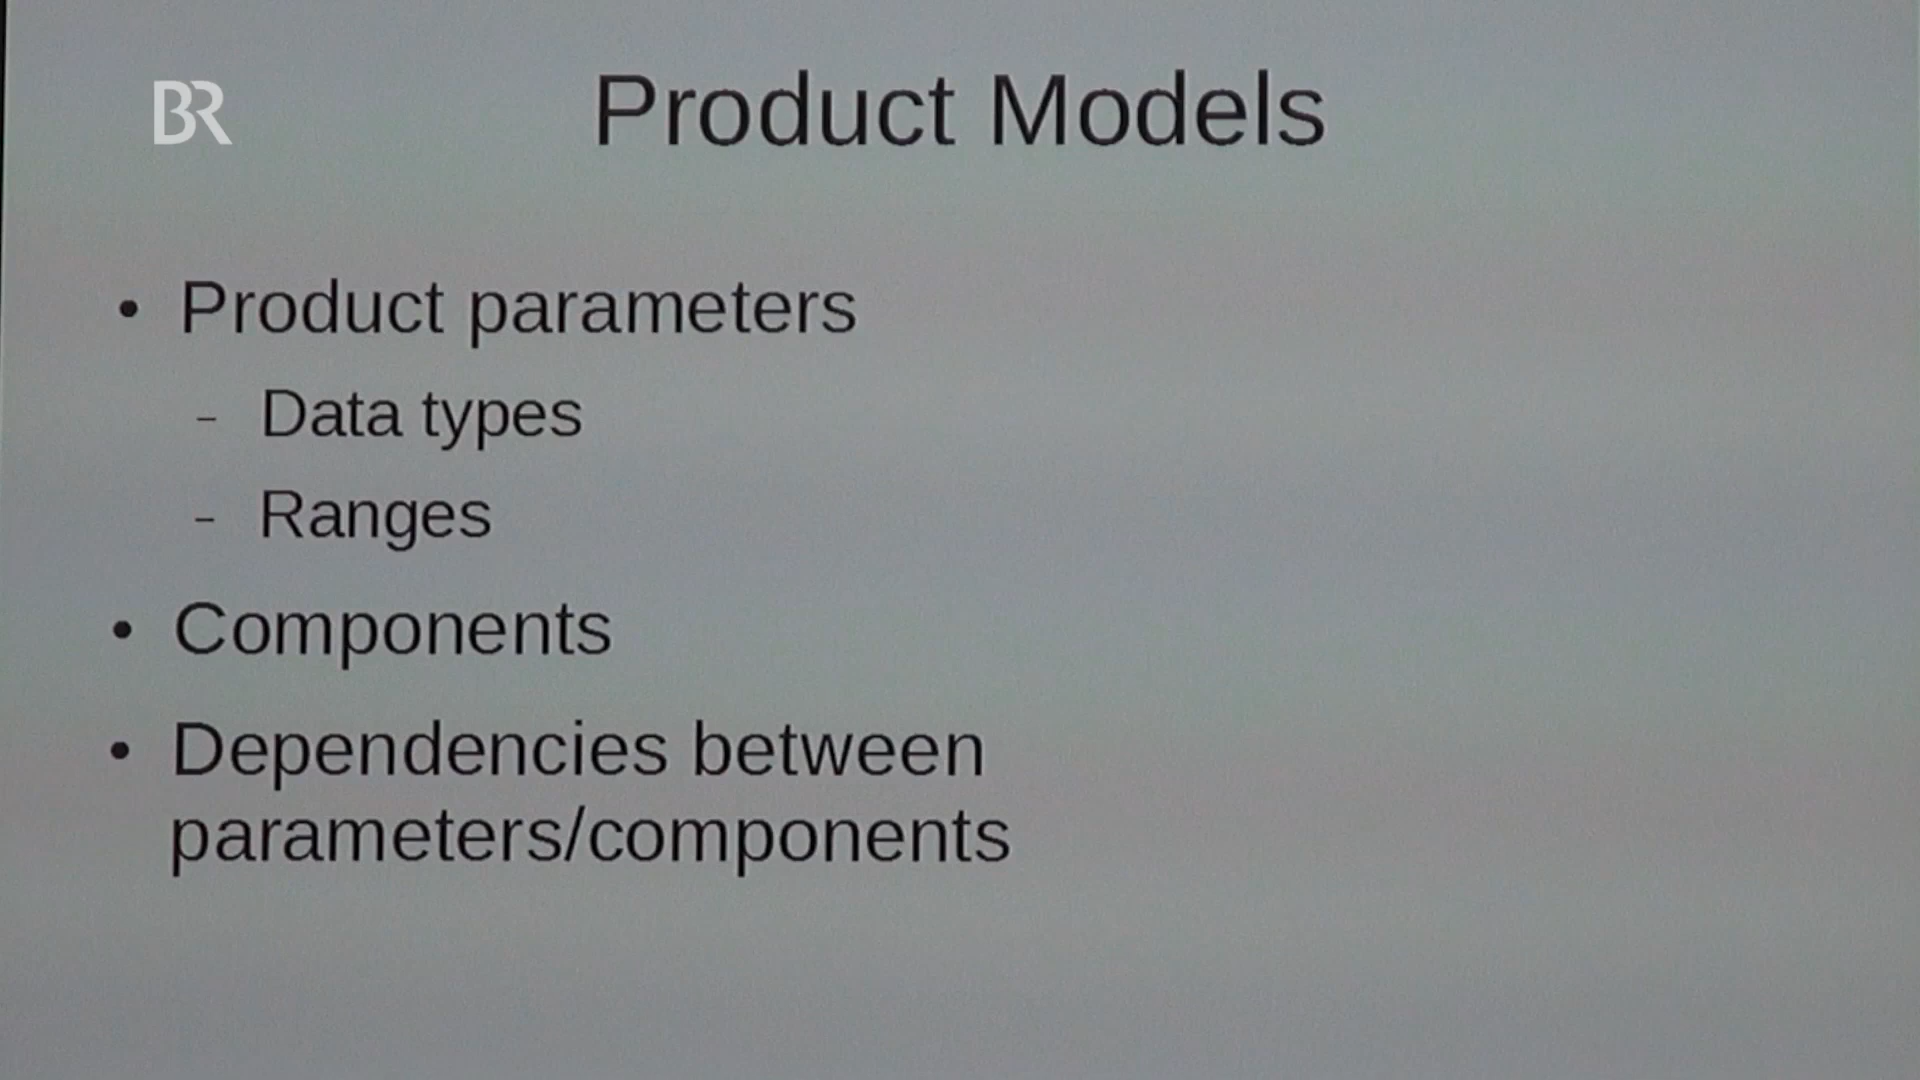 BR
Product Models
• Product parameters
– Data types
– Ranges
• Components
• Dependencies between
parameters/components